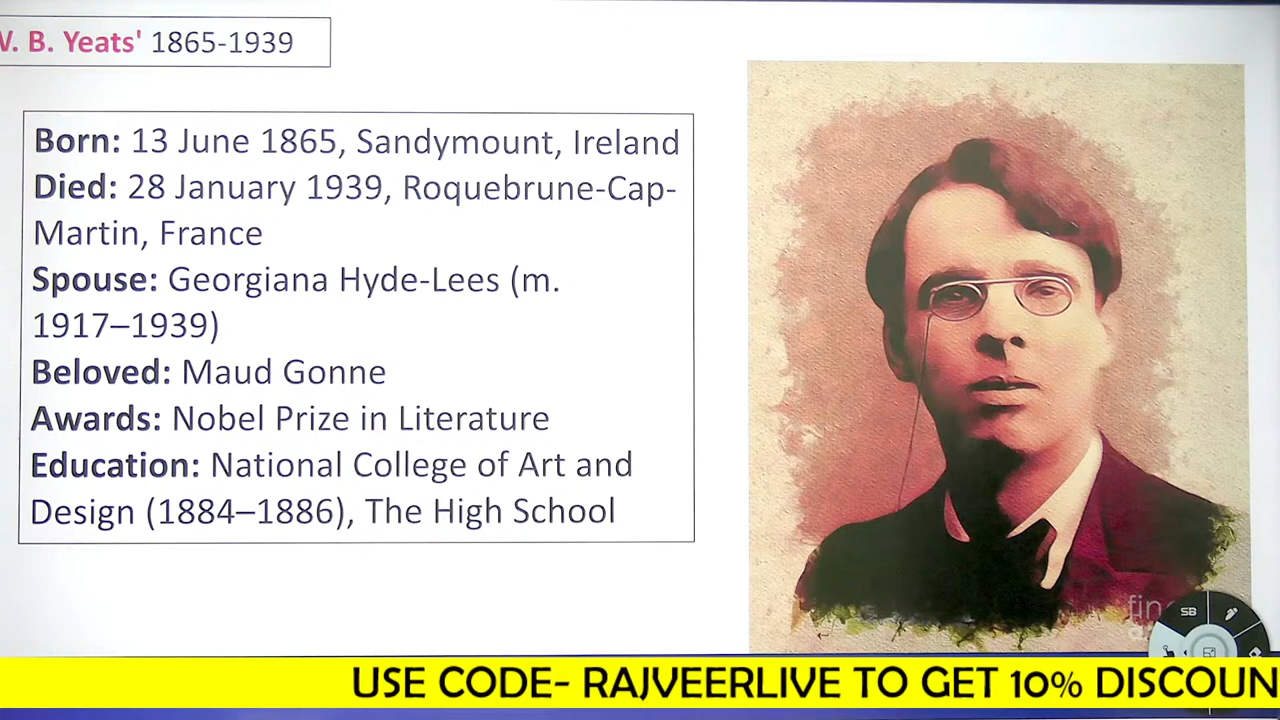 . B. Yeats' 1865-1939
Born: 13 June 1865, Sandymount, Ireland
Died: 28 January 1939, Roquebrune-Cap-
Martin, France
Spouse: Georgiana Hyde-Lees (m.
1917–1939)
Beloved: Maud Gonne
Awards: Nobel Prize in Literature
Education: National College of Art and
Design (1884–1886), The High School
fin
SB
USE CODE- RAJVEERLIVE TO GET 10% DISCOUN